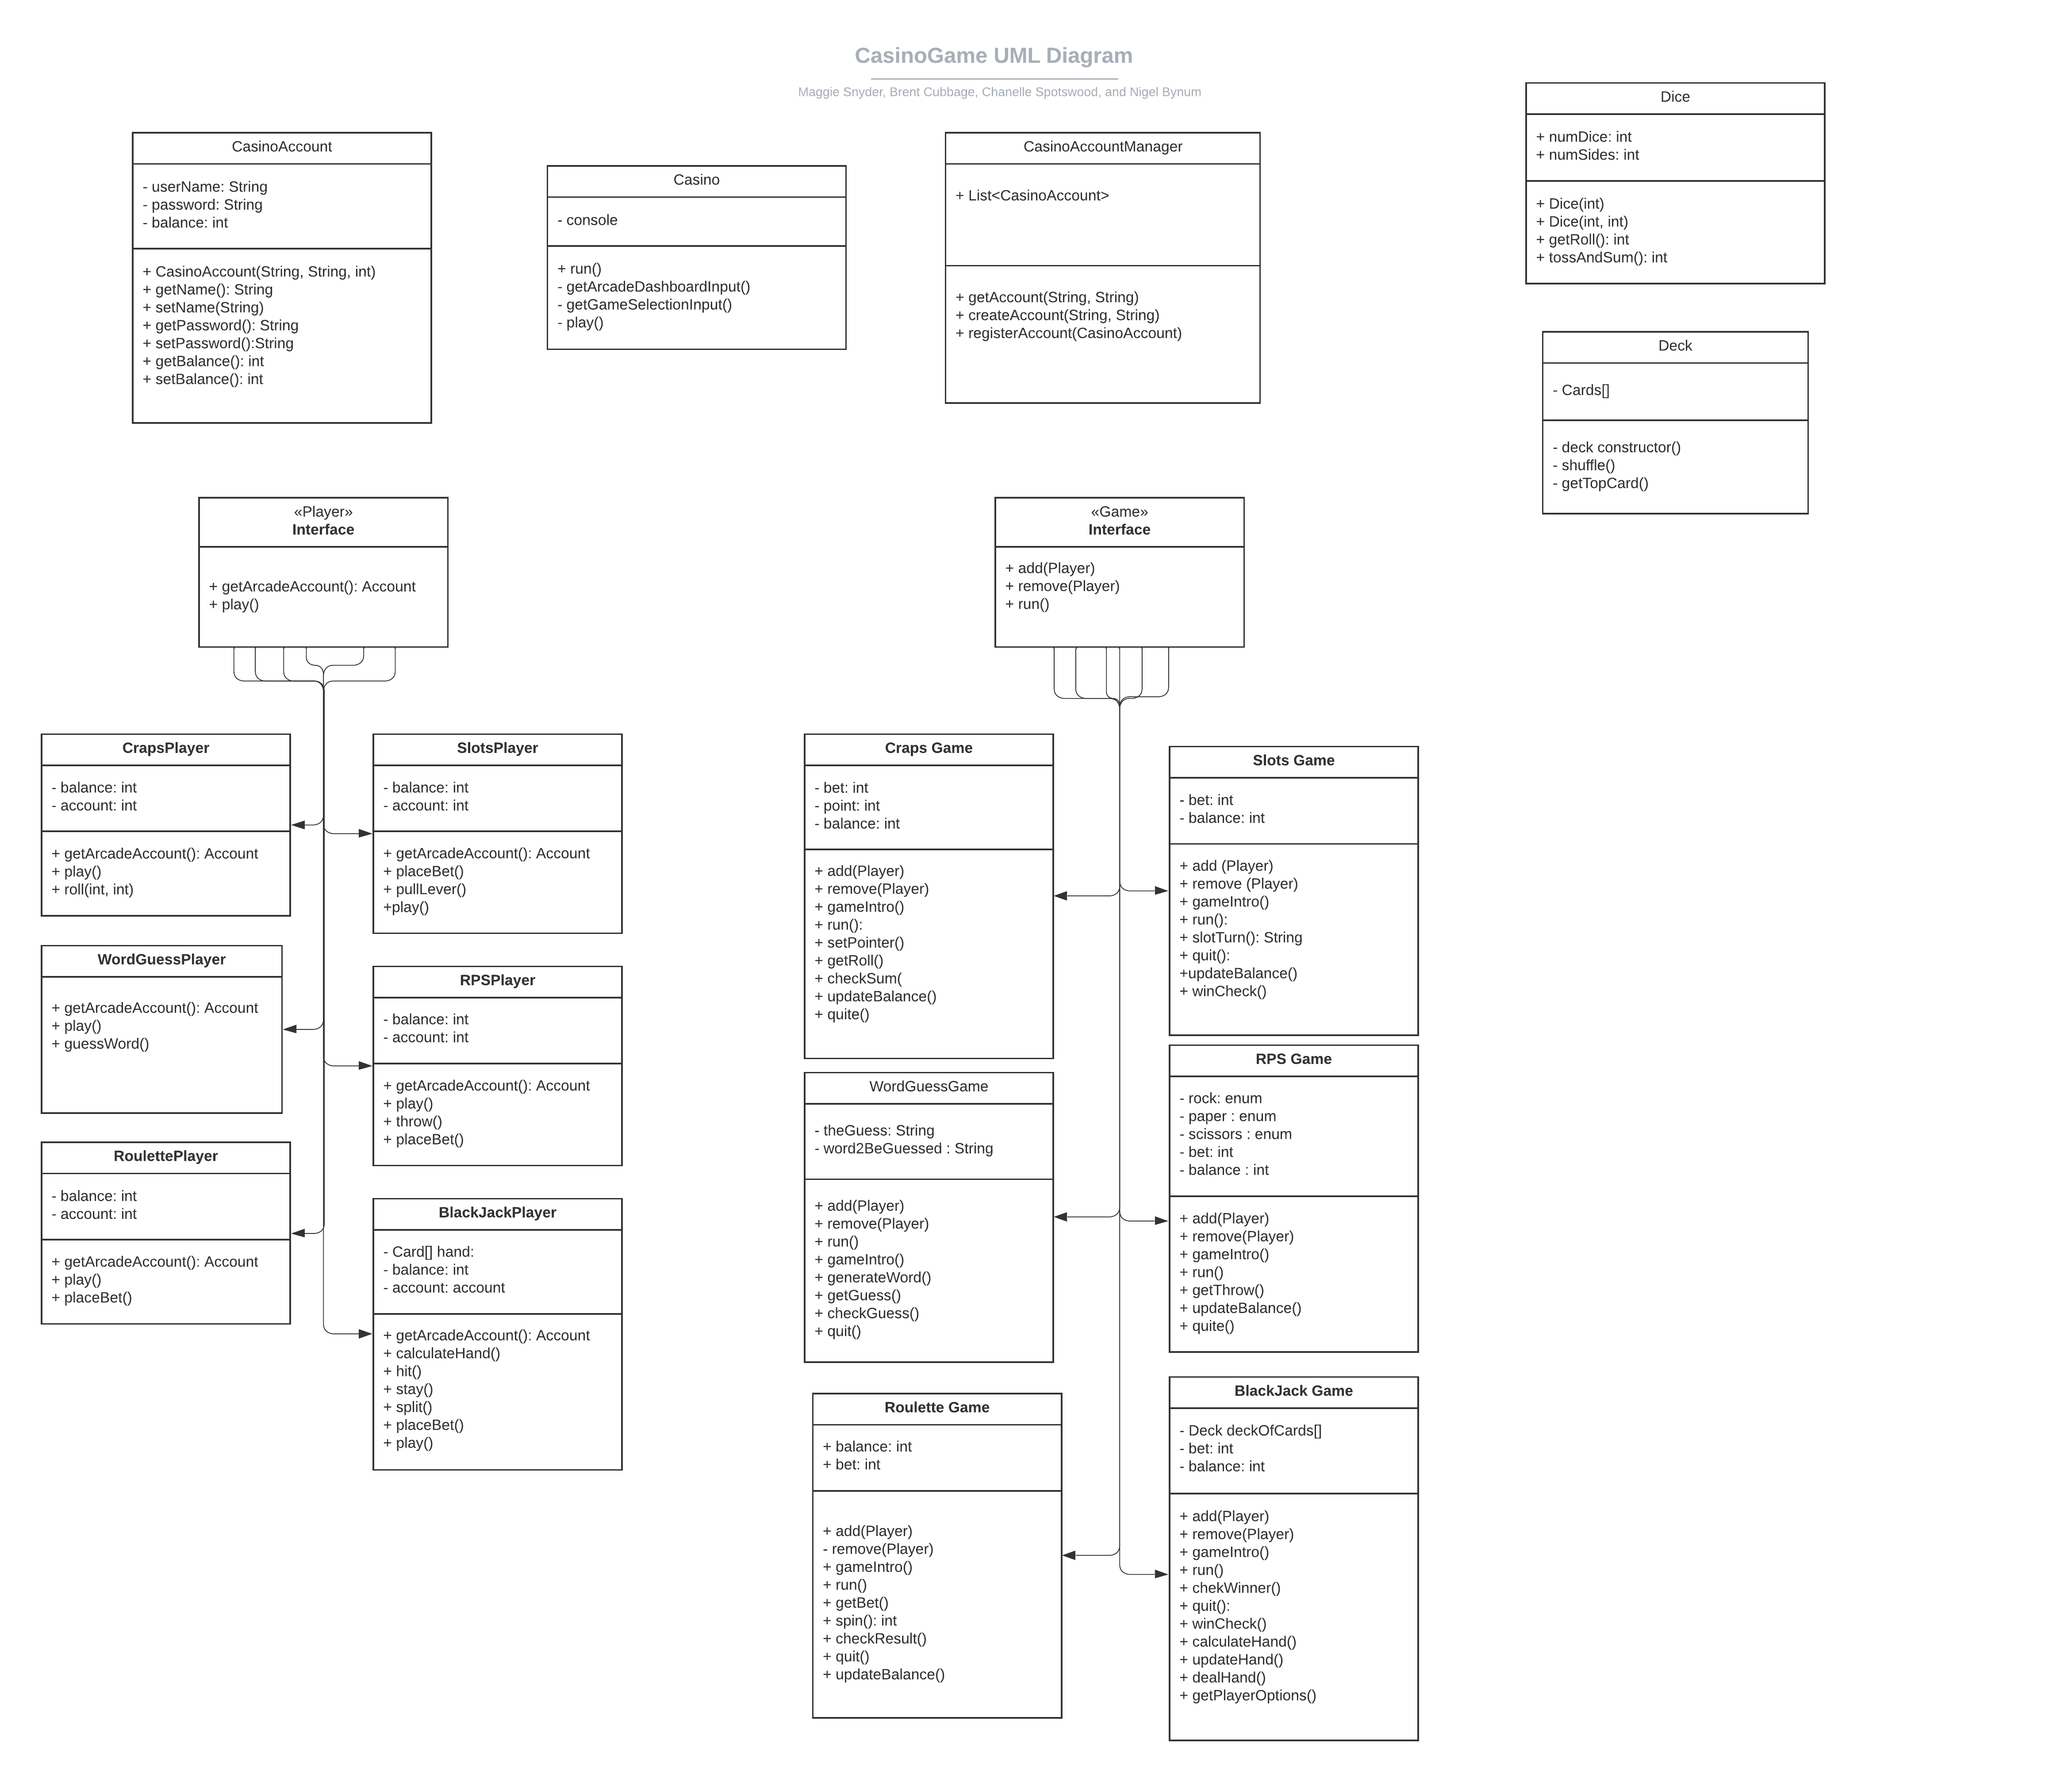 CasinoGame UML Diagram
Maggie Snyder, Brent Cubbage, Chanelle Spotswood, and Nigel Bynum
CasinoAccount
- userName: String
- password: String
- balance: int
+ CasinoAccount(String, String, int)
+ getName(): String
+ setName(String)
+ getPassword(): String
+ setPassword():String
+ getBalance(): int
+ setBalance(): int
Casino
- console
+ run()
- getArcadeDashboardInput()
- getGameSelectionInput()
- play()
CasinoAccountManager
+ List<CasinoAccount>
+ getAccount(String, String)
+ createAccount(String, String)
+ registerAccount(CasinoAccount)
Dice
+ numDice: int
+ numSides: int
+ Dice(int)
+ Dice(int, int)
+ getRoll(): int
+ tossAndSum(): int
Deck
- Cards[]
- deck constructor()
- shuffle()
- getTopCard()
«Player»
Interface
+ getArcadeAccount(): Account
+ play()
«Game»
Interface
+ add(Player)
+ remove(Player)
+ run()
CrapsPlayer
- balance: int
- account: int
+ getArcadeAccount(): Account
+ play()
+ roll(int, int)
SlotsPlayer
- balance: int
- account: int
+ getArcadeAccount(): Account
+ placeBet()
+ pullLever()
+play()
WordGuessPlayer
+ getArcadeAccount(): Account
+ play()
+ guessWord()
RPSPlayer
- balance: int
- account: int
+ getArcadeAccount(): Account
+ play()
+ throw()
+ placeBet()
RoulettePlayer
- balance: int
- account: int
+ getArcadeAccount(): Account
+ play()
+ placeBet()
BlackJackPlayer
- Card[] hand:
- balance: int
- account: account
+ getArcadeAccount(): Account
+ calculateHand()
+ hit()
+ stay()
+ split()
+ placeBet()
+ play()
Craps Game
- bet: int
- point: int
- balance: int
+ add(Player)
+ remove(Player)
+ gameIntro()
+ run():
+ setPointer()
+ getRoll()
+ checkSum(
+ updateBalance()
+ quite()
Slots Game
- bet: int
- balance: int
+ add (Player)
+ remove (Player)
+ gameIntro()
+ run():
+ slotTurn(): String
+ quit():
+updateBalance()
+ winCheck()
WordGuessGame
- theGuess: String
- word2BeGuessed : String
+ add(Player)
+ remove(Player)
+ run()
+ gameIntro()
+ generateWord()
+ getGuess()
+ checkGuess()
+ quit()
RPS Game
- rock: enum
- paper : enum
- scissors : enum
- bet: int
- balance : int
+ add(Player)
+ remove(Player)
+ gameIntro()
+ run()
+ getThrow()
+ updateBalance()
+ quite()
Roulette Game
+ balance: int
+ bet: int
+ add(Player)
- remove(Player)
+ gameIntro()
+ run()
+ getBet()
+ spin(): int
+ checkResult()
+ quit()
+ updateBalance()
BlackJack Game
- Deck deckOfCards[]
- bet: int
- balance: int
+ add(Player)
+ remove(Player)
+ gameIntro()
+ run()
+ chekWinner()
+ quit():
+ winCheck()
+ calculateHand()
+ updateHand()
+ dealHand()
+ getPlayerOptions()